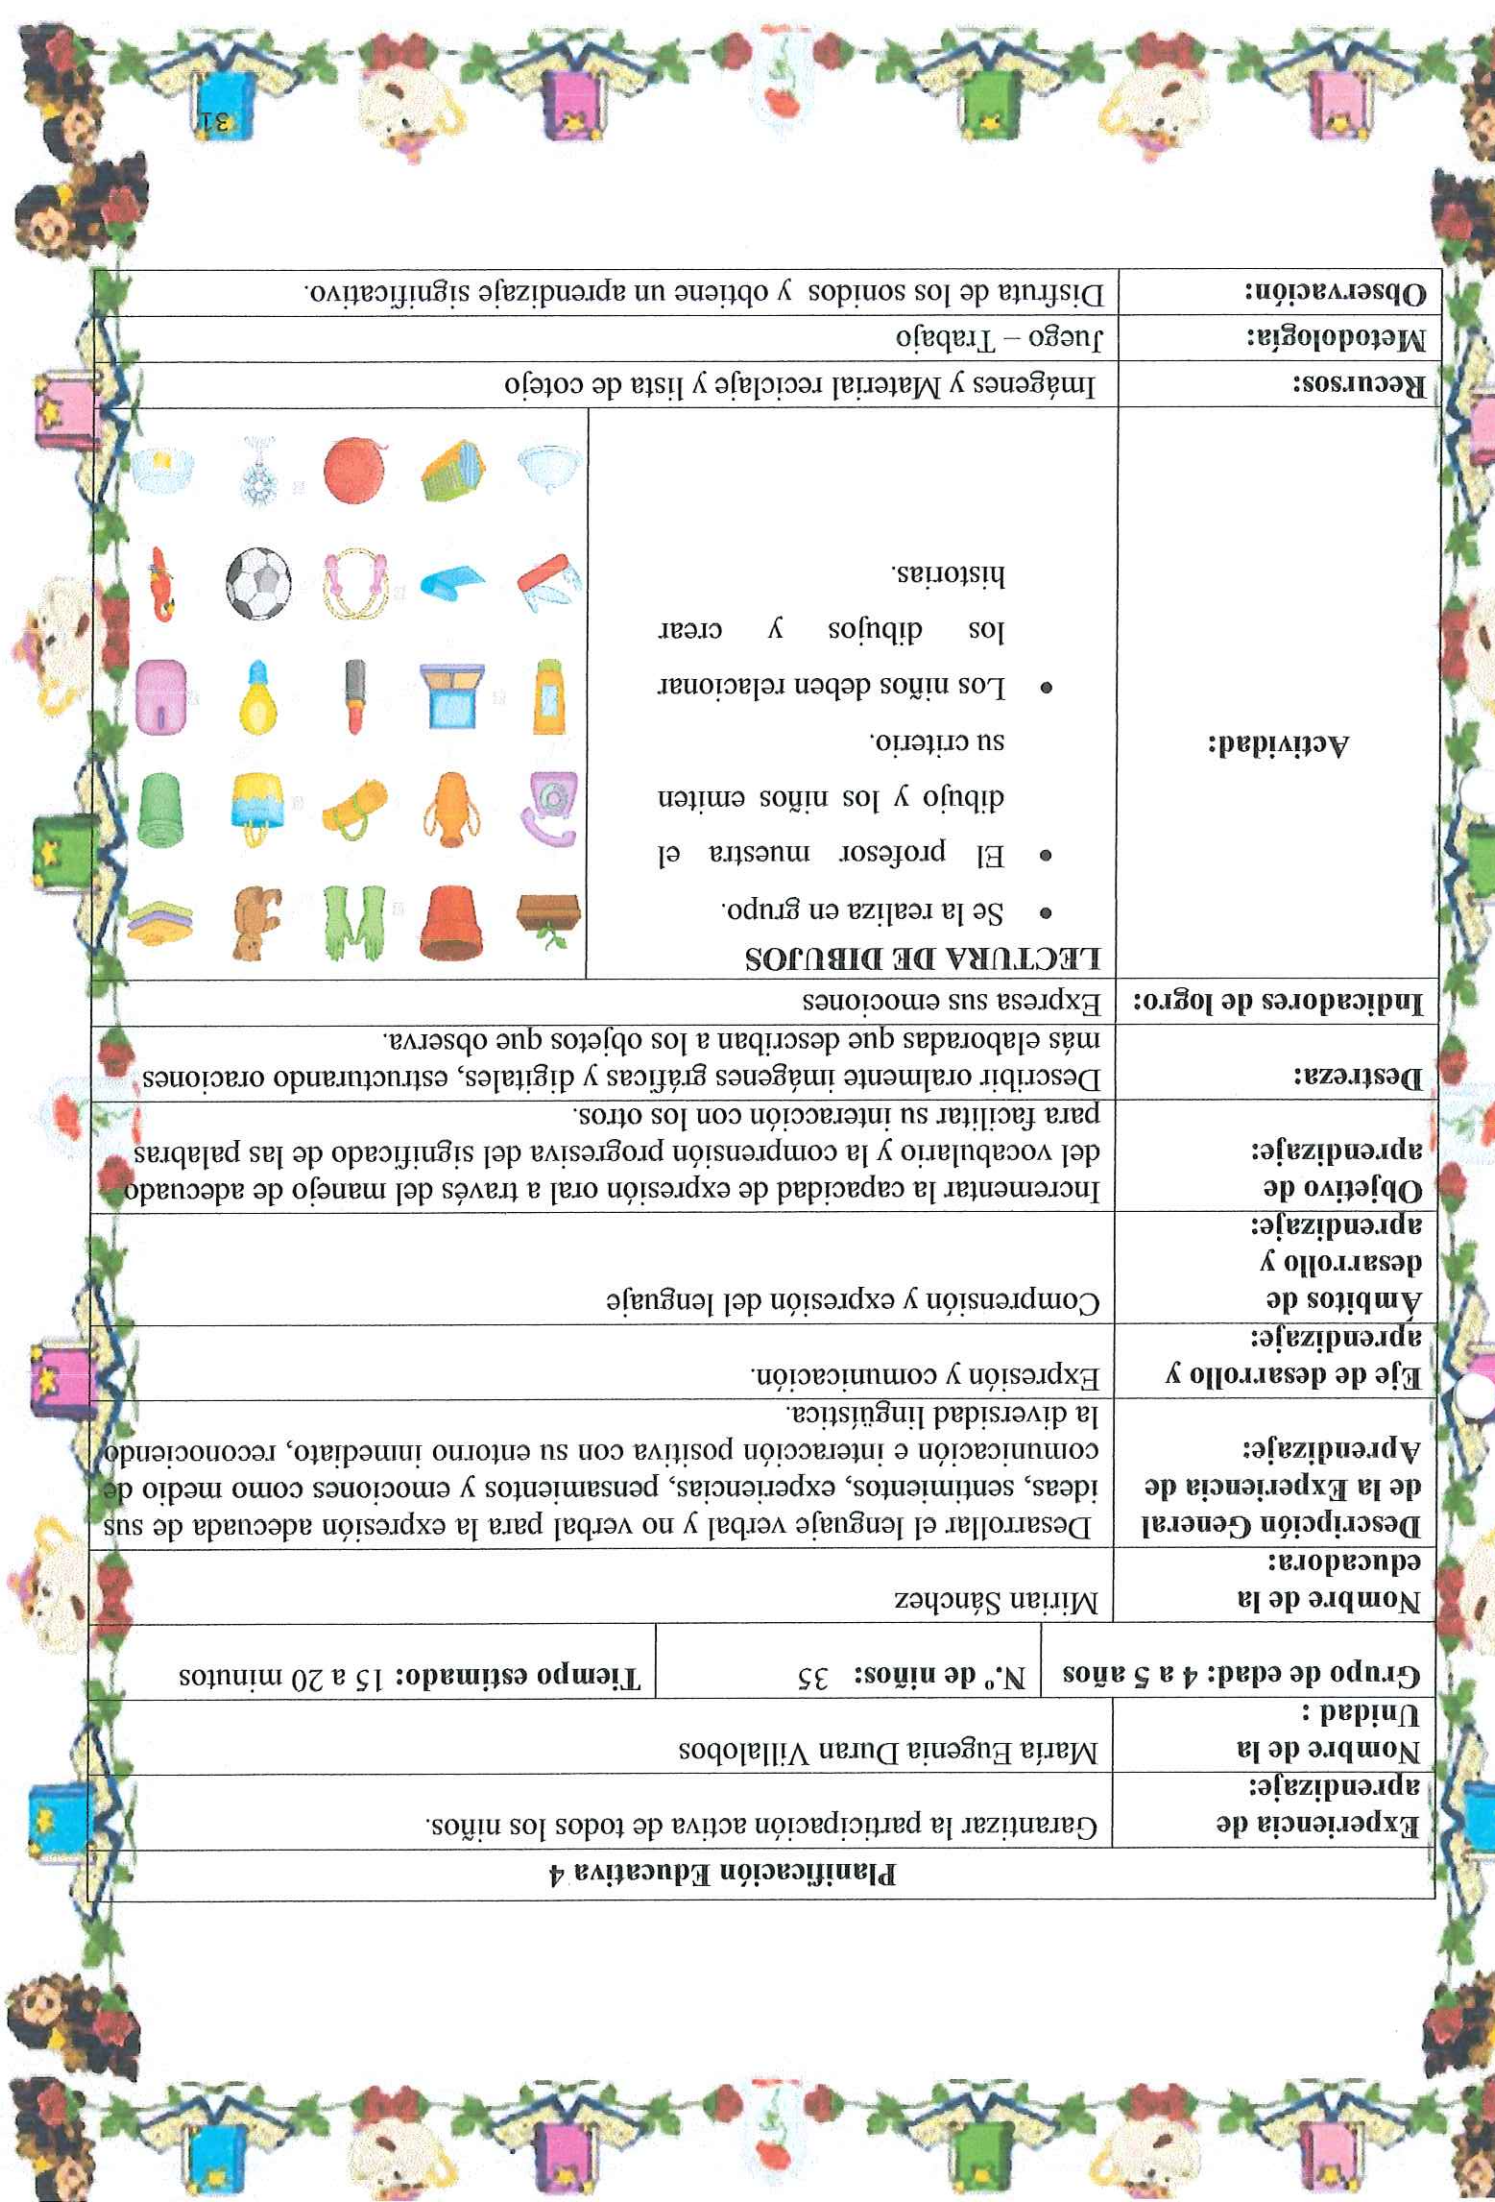 Planificación Educativa 4
Experiencia de
aprendizaje:
Garantizar la participación activa de todos los niños.
Nombre de la
Unidad :
María Eugenia Duran Villalobos
Grupo de edad: 4 a 5 años
N.º de niños: 35
Tiempo estimado: 15 a 20 minutos
Nombre de la
educadora:
Mirian Sánchez
Descripción General
de la Experiencia de
Aprendizaje:
Desarrollar el lenguaje verbal y no verbal para la expresión adecuada de sus
ideas, sentimientos, experiencias, pensamientos y emociones como medio de
comunicación e interacción positiva con su entorno inmediato, reconociendo
la diversidad lingüística.
Eje de desarrollo y
aprendizaje:
Expresión y comunicación.
Ámbitos de
desarrollo y
aprendizaje:
Comprensión y expresión del lenguaje
Objetivo de
aprendizaje:
Incrementar la capacidad de expresión oral a través del manejo de adecuado
del vocabulario y la comprensión progresiva del significado de las palabras
para facilitar su interacción con los otros.
Destreza:
Describir oralmente imágenes gráficas y digitales, estructurando oraciones
más elaboradas que describan a los objetos que observa.
Indicadores de logro:
Expresa sus emociones
Actividad:
LECTURA DE DIBUJOS
• Se la realiza en grupo.
• El profesor muestra el
dibujo y los niños emiten
su criterio.
• Los niños deben relacionar
los dibujos y crear
historias.
Recursos:
Imágenes y Material reciclaje y lista de cotejo
Metodología:
Juego – Trabajo
Observación:
Disfruta de los sonidos y obtiene un aprendizaje significativo.
31